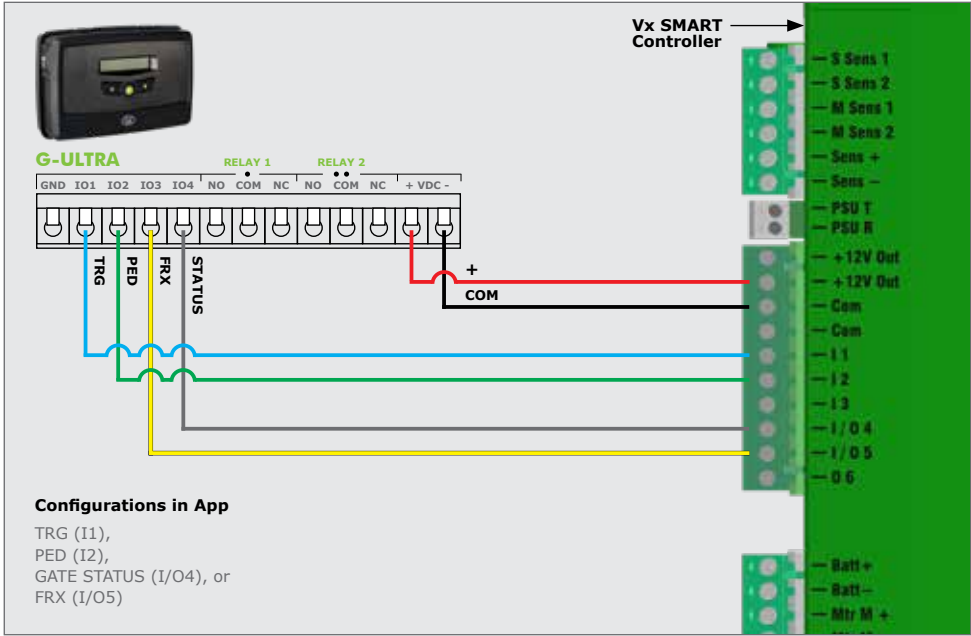 Vx SMART
Controller
G-ULTRA
RELAY 1
RELAY 2
GND IO1 IO2 IO3 IO4 NO COM NC NO COM NC + VDC -
TRG
PED
FRX
STATUS
+
COM
S Sens 1
S Sens 2
M Sens 1
M Sens 2
Sens +
Sens −
PSU T
PSU R
+12V Out
+12V Out
Com
Com
I 1
I 2
I 3
I/O 4
I/O 5
O 6
Batt+
Batt−
Mtr M +
Configurations in App
TRG (I1),
PED (I2),
GATE STATUS (I/O4), or
FRX (I/O5)